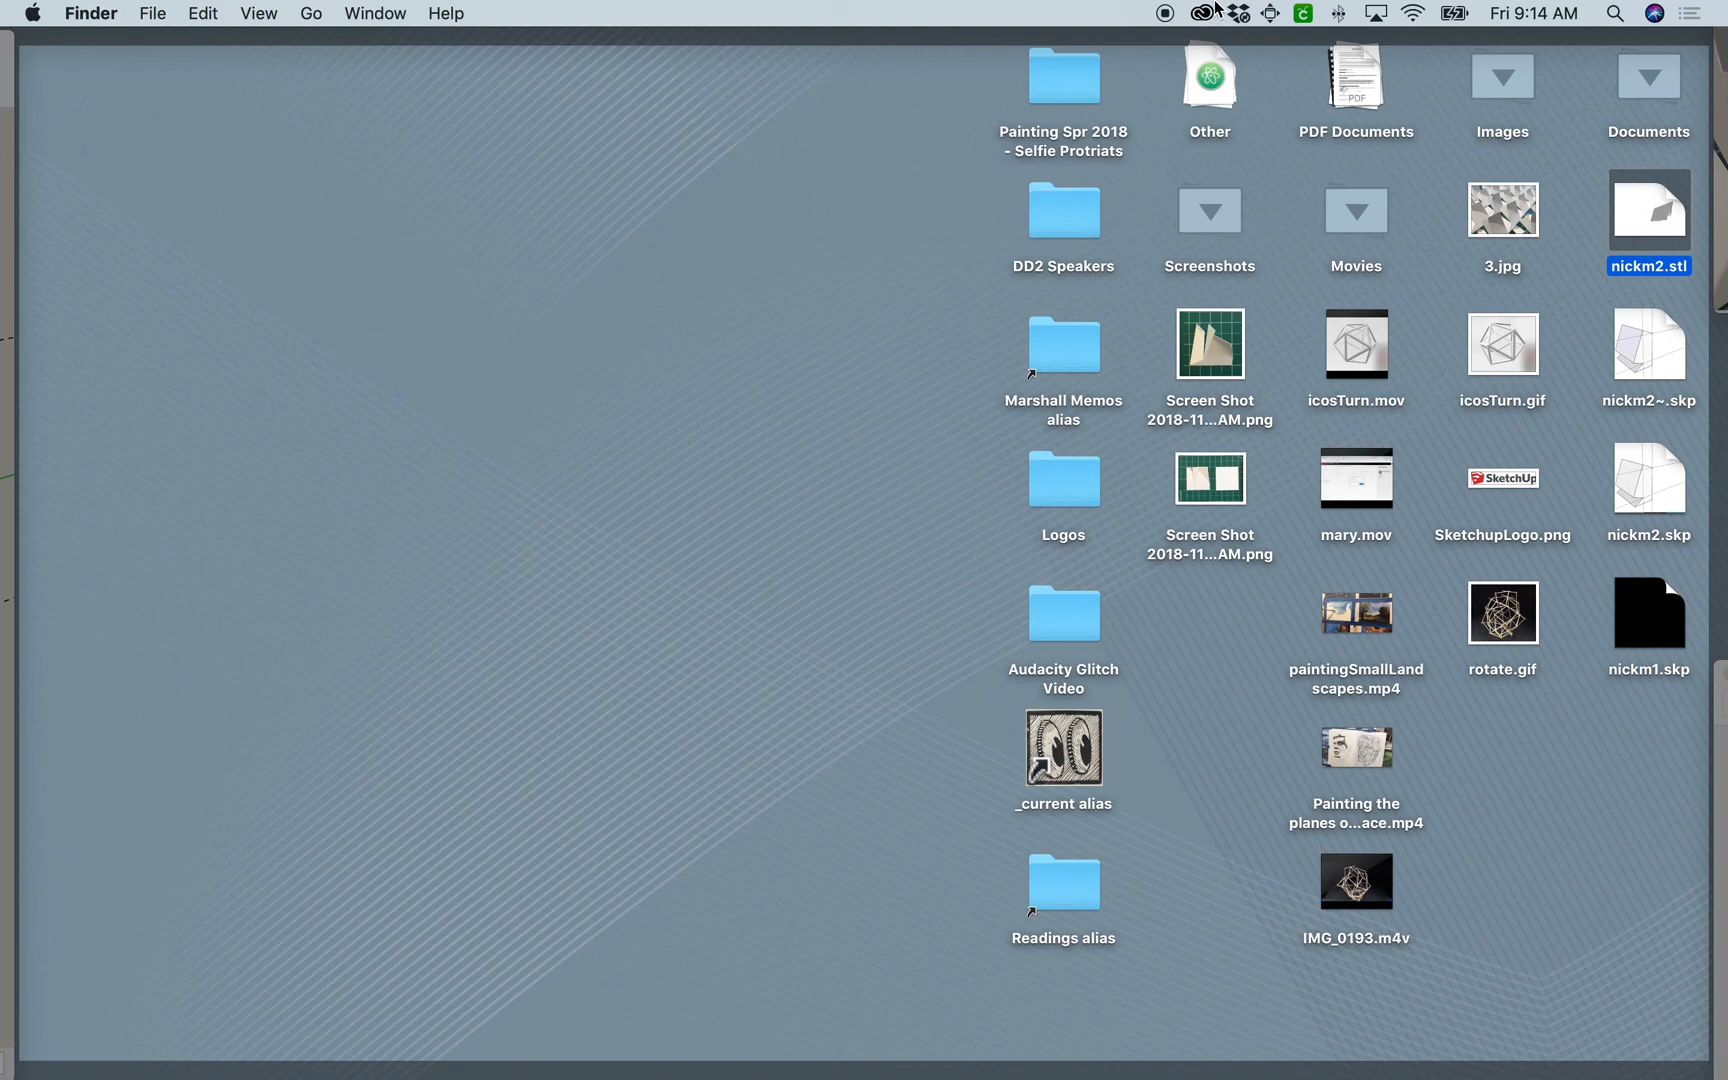 Finder File Edit View Go Window Help Fri 9:14 AM
Painting Spr 2018
- Selfie Protriats
Other
PDF
PDF Documents
Images
Documents
DD2 Speakers
Screenshots
Movies
3.jpg
nickm2.stl
Marshall Memos
alias
Screen Shot
2018-11...AM.png
icosTurn.mov
icosTurn.gif
nickm2~.skp
Logos
Screen Shot
2018-11...AM.png
mary.mov
SketchUp
SketchupLogo.png
nickm2.skp
Audacity Glitch
Video
paintingSmallLand
scapes.mp4
rotate.gif
nickm1.skp
_current alias
Painting the
planes o...ace.mp4
Readings alias
IMG_0193.m4v